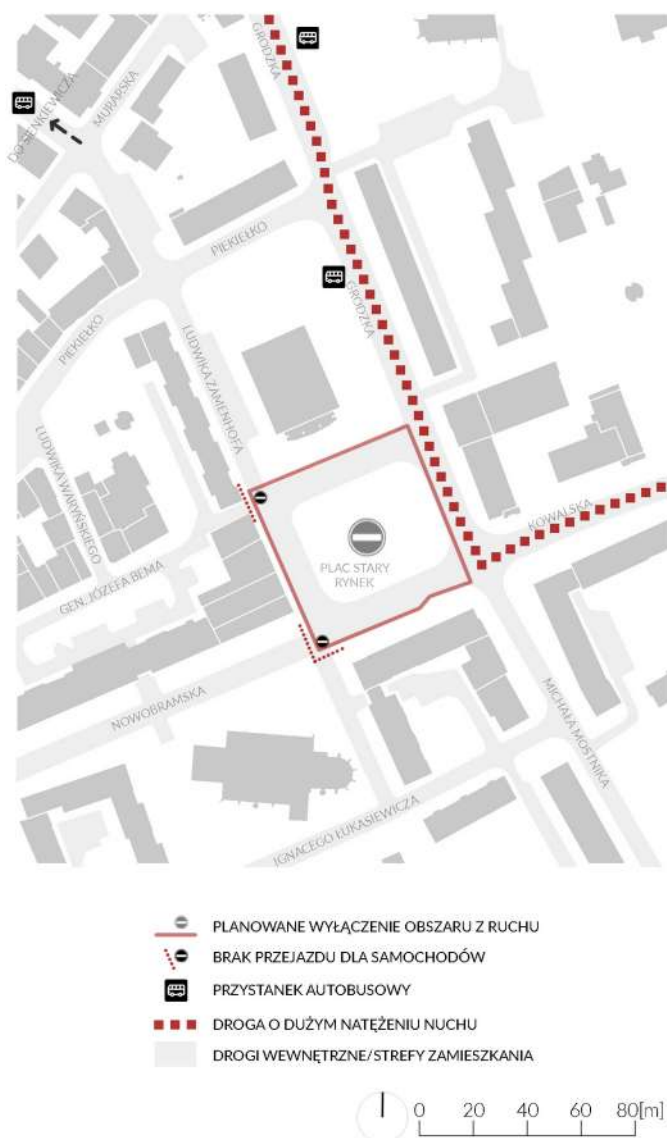 GRODZKA
DO SIENKIEWICZA
MURARSKA
PIEKIEŁKO
GRODZKA
PIEKIEŁKO
LUDWIKA ZAMENHOFA
LUDWIKA WARYŃSKIEGO
KOWALSKA
PLAC STARY
RYNEK
GEN. JÓZEFA BEMA
NOWOBRAMSKA
MICHAŁA MOSTNIKA
IGNACEGO ŁUKASIEWICZA
PLANOWANE WYŁĄCZENIE OBSZARU Z RUCHU
BRAK PRZEJAZDU DLA SAMOCHODÓW
PRZYSTANEK AUTOBUSOWY
DROGA O DUŻYM NATĘŻENIU NUCHU
DROGI WEWNĘTRZNE/STREFY ZAMIESZKANIA
0 20 40 60 80[m]